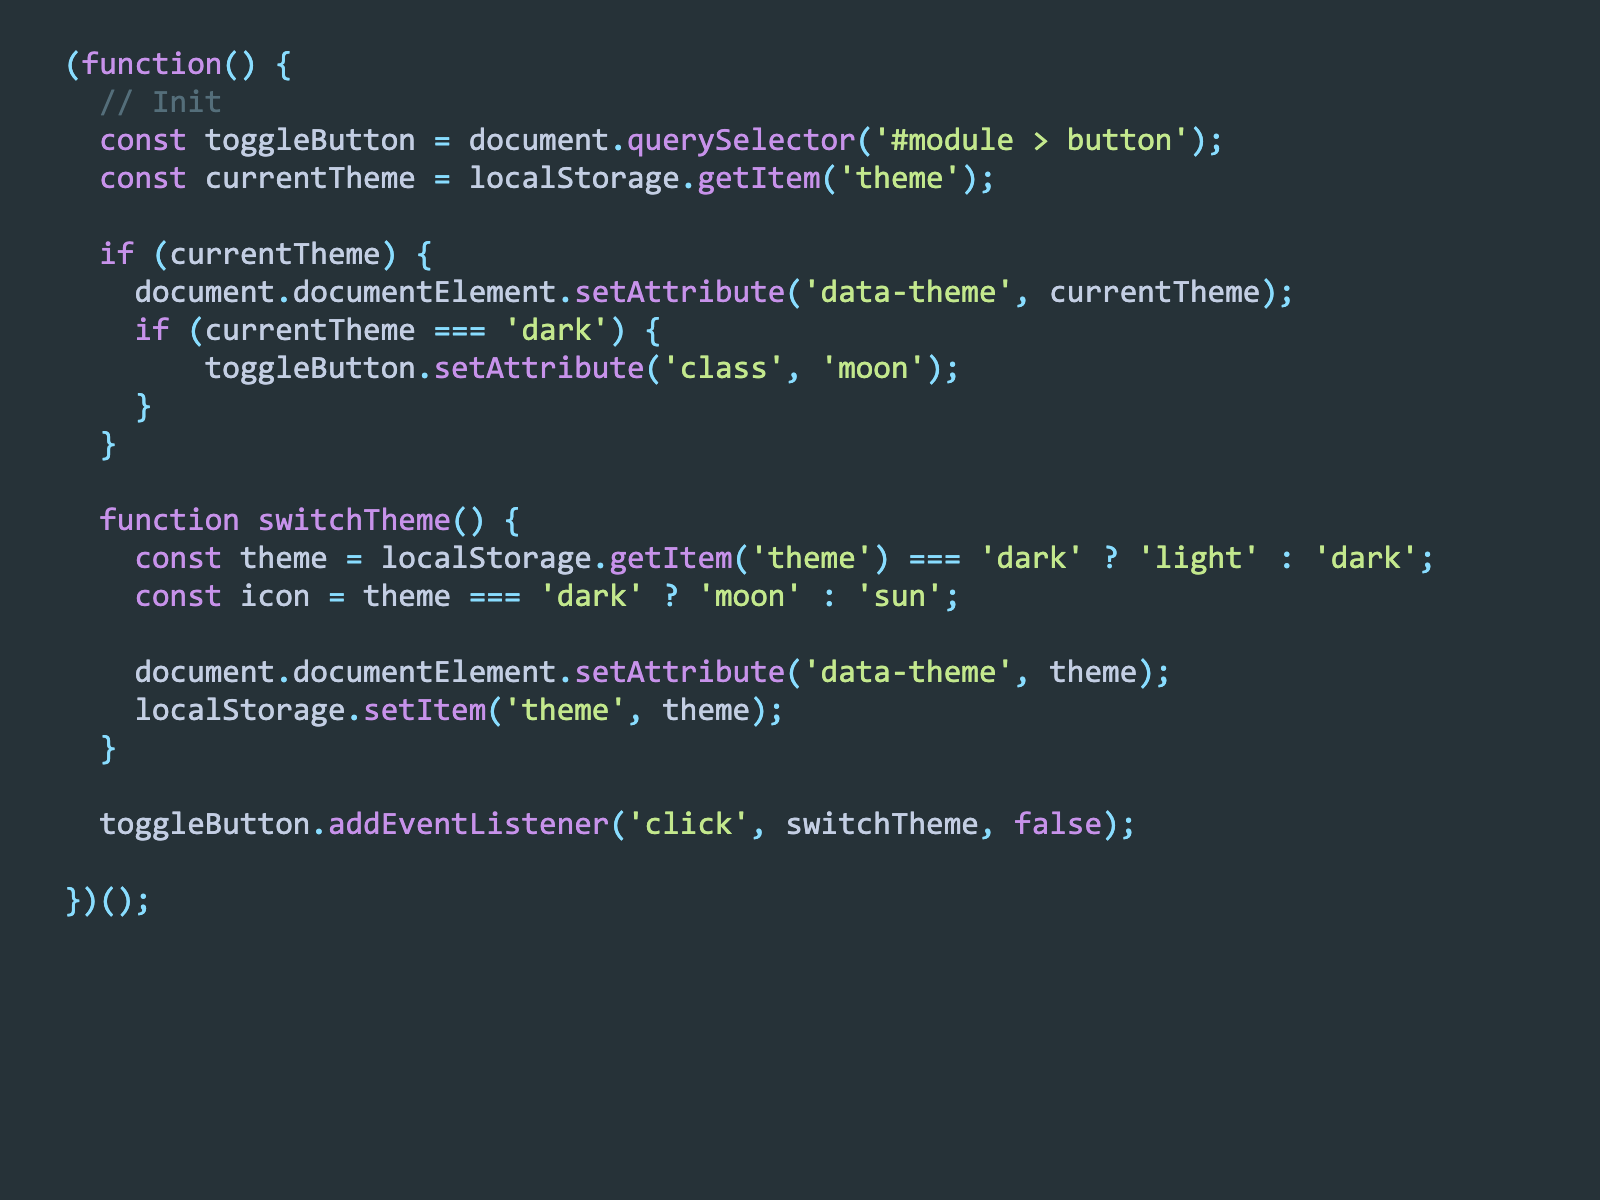 (function() {
  // Init
  const toggleButton = document.querySelector('#module > button');
  const currentTheme = localStorage.getItem('theme');

  if (currentTheme) {
    document.documentElement.setAttribute('data-theme', currentTheme);
    if (currentTheme === 'dark') {
        toggleButton.setAttribute('class', 'moon');
    }
  }

  function switchTheme() {
    const theme = localStorage.getItem('theme') === 'dark' ? 'light' : 'dark';
    const icon = theme === 'dark' ? 'moon' : 'sun';

    document.documentElement.setAttribute('data-theme', theme);
    localStorage.setItem('theme', theme);
  }

  toggleButton.addEventListener('click', switchTheme, false);

})();